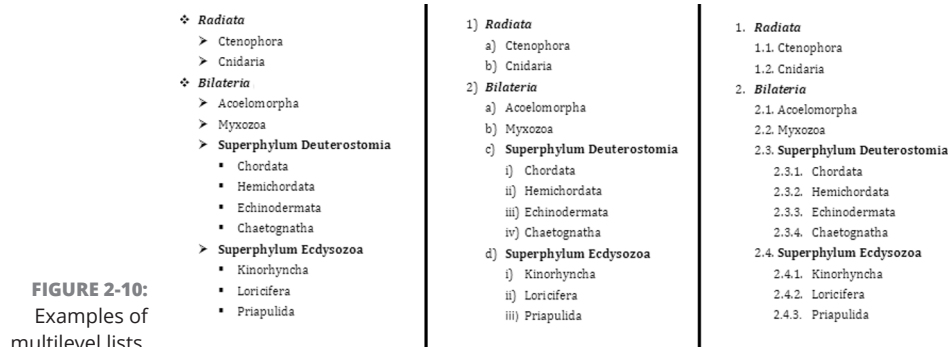 ❖ Radiata
➤ Ctenophora
➤ Cnidaria
❖ Bilateria
➤ Acoelomorpha
➤ Myxozoa
➤ Superphylum Deuterostomia
▪ Chordata
▪ Hemichordata
▪ Echinodermata
▪ Chaetognatha
➤ Superphylum Ecdysozoa
▪ Kinorhyncha
▪ Loricifera
▪ Priapulida
1) Radiata
a) Ctenophora
b) Cnidaria
2) Bilateria
a) Acoelomorpha
b) Myxozoa
c) Superphylum Deuterostomia
i) Chordata
ii) Hemichordata
iii) Echinodermata
iv) Chaetognatha
d) Superphylum Ecdysozoa
i) Kinorhyncha
ii) Loricifera
iii) Priapulida
1. Radiata
1.1. Ctenophora
1.2. Cnidaria
2. Bilateria
2.1. Acoelomorpha
2.2. Myxozoa
2.3. Superphylum Deuterostomia
2.3.1. Chordata
2.3.2. Hemichordata
2.3.3. Echinodermata
2.3.4. Chaetognatha
2.4. Superphylum Ecdysozoa
2.4.1. Kinorhyncha
2.4.2. Loricifera
2.4.3. Priapulida
FIGURE 2-10:
Examples of
multilevel lists.